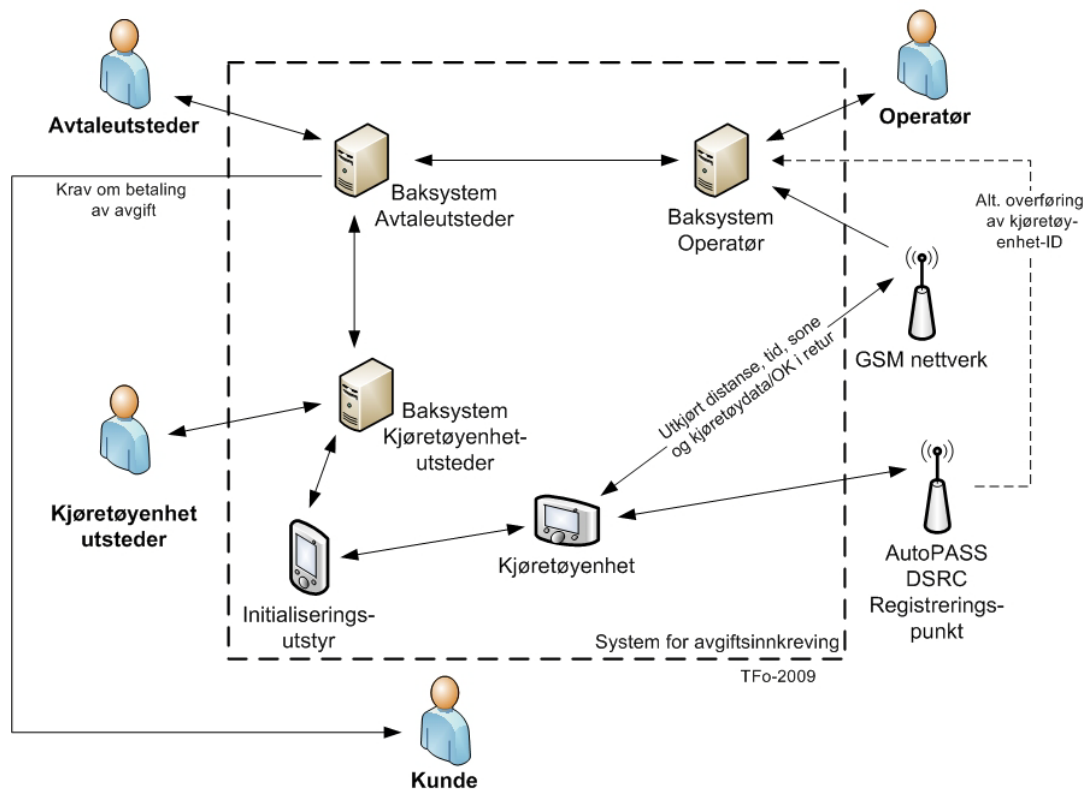 Avtaleutsteder
Operatør
Krav om betaling
av avgift
Baksystem
Avtaleutsteder
Baksystem
Operatør
Alt. overføring
av kjøretøy-
enhet-ID
GSM nettverk
Utkjørt distanse, tid, sone
og kjøretøydata/OK i retur
Baksystem
Kjøretøyenhet-
utsteder
Kjøretøyenhet
utsteder
Initialiserings-
utstyr
Kjøretøyenhet
AutoPASS
DSRC
Registrerings-
punkt
System for avgiftsinnkreving
TFo-2009
Kunde